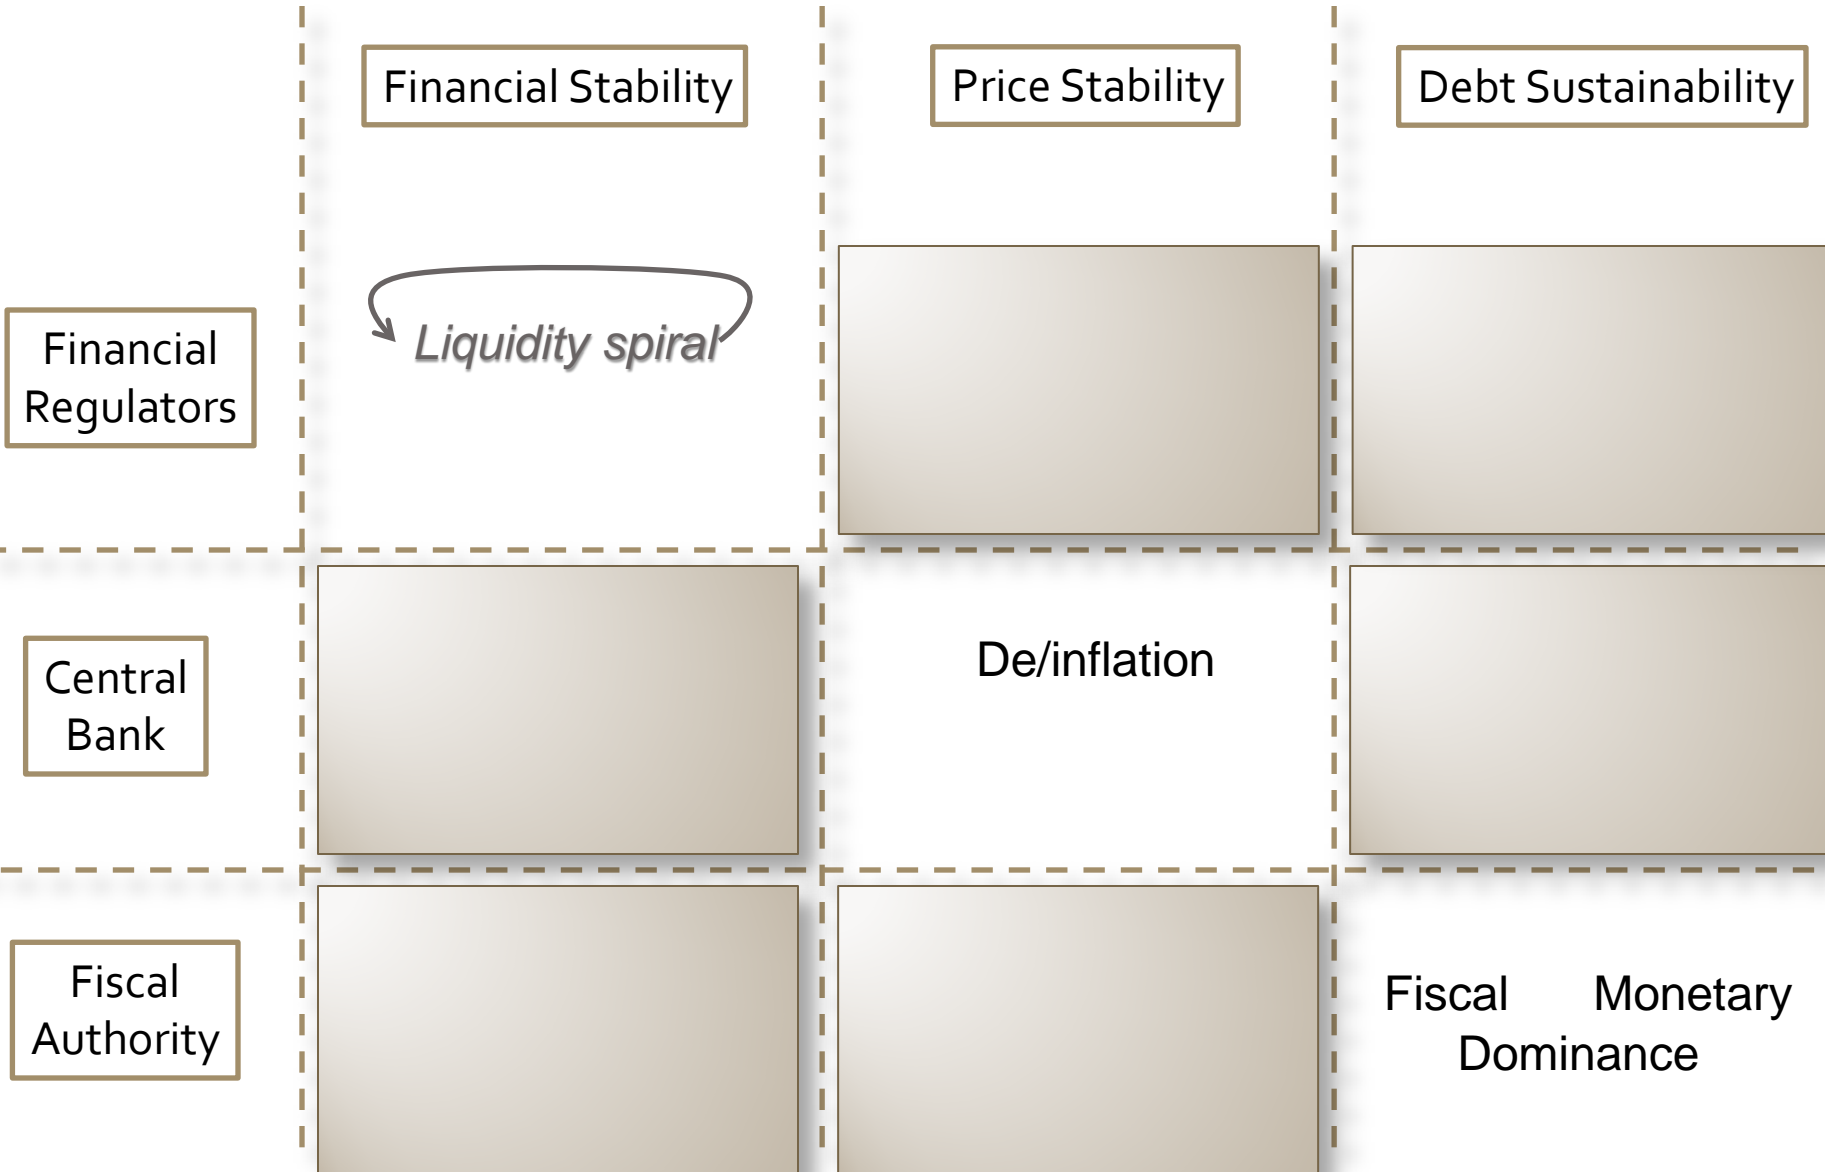 Financial Stability
Price Stability
Debt Sustainability
Financial
Regulators
Liquidity spiral
Central
Bank
De/inflation
Fiscal
Authority
Fiscal Monetary
Dominance